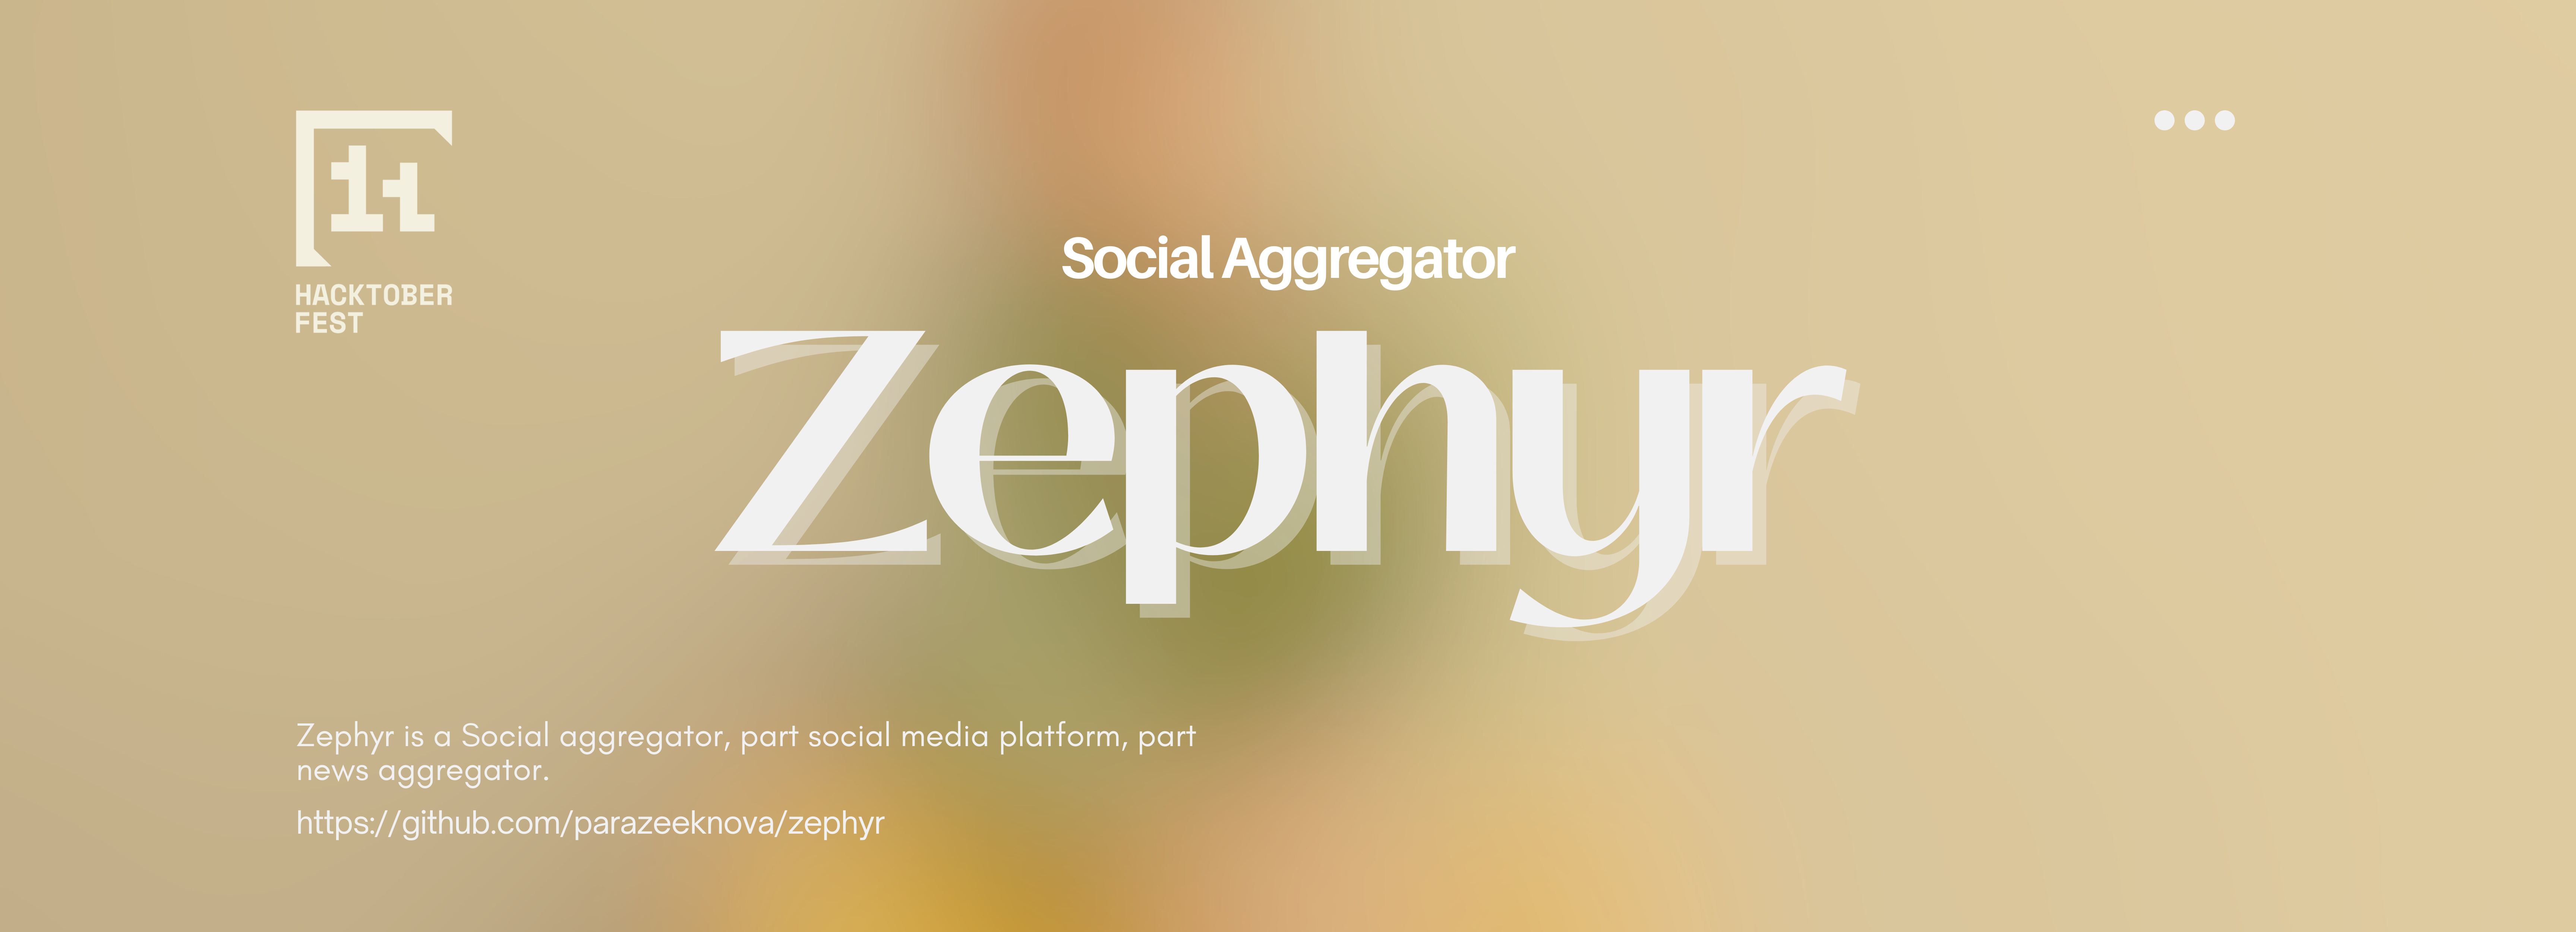 11
HACKTOBER
FEST
Social Aggregator
Zephyr
Zephyr is a Social aggregator, part social media platform, part
news aggregator.
https://github.com/parazeeknova/zephyr